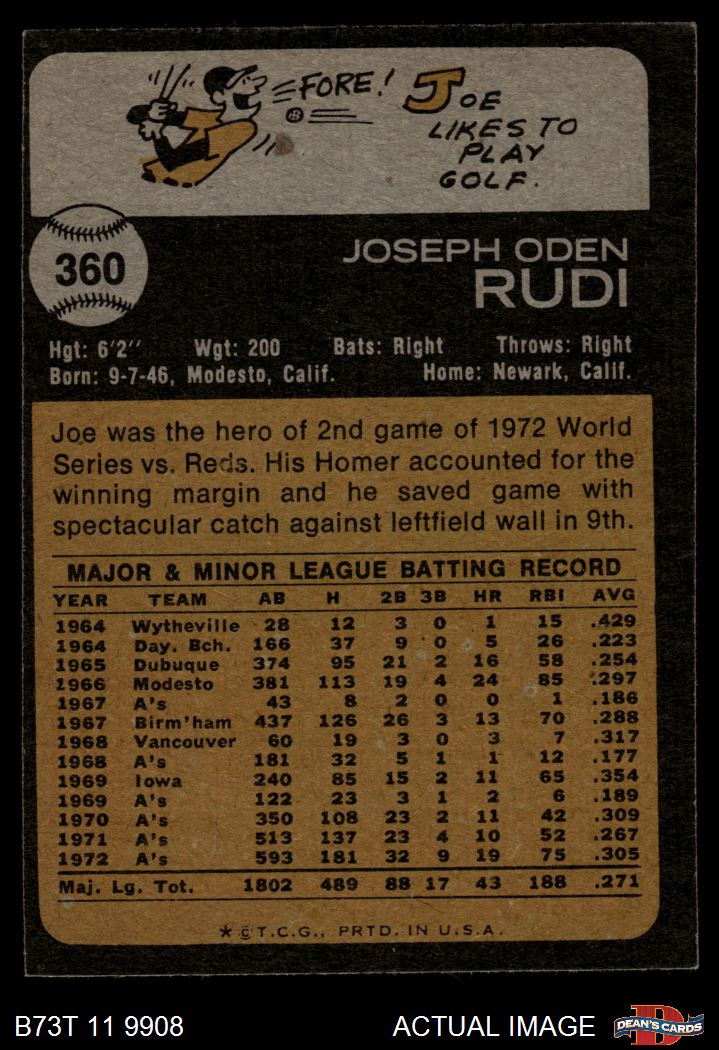 FORE!
JOE
LIKES TO
PLAY
GOLF.
360
JOSEPH ODEN
RUDI
Hgt: 6'2" Wgt: 200 Bats: Right Throws: Right
Born: 9-7-46, Modesto, Calif. Home: Newark, Calif.
Joe was the hero of 2nd game of 1972 World
Series vs. Reds. His Homer accounted for the
winning margin and he saved game with
spectacular catch against leftfield wall in 9th.
MAJOR & MINOR LEAGUE BATTING RECORD
YEAR TEAM AB H 2B 3B HR RBI AVG
1964 Wytheville 28 12 3 0 1 15 .429
1964 Day. Bch. 166 37 9 0 5 26 .223
1965 Dubuque 374 95 21 2 16 58 .254
1966 Modesto 381 113 19 4 24 85 .297
1967 A's 43 8 2 0 0 1 .186
1967 Birm'ham 437 126 26 3 13 70 .288
1968 Vancouver 60 19 3 0 3 7 .317
1968 A's 181 32 5 1 1 12 .177
1969 Iowa 240 85 15 2 11 65 .354
1969 A's 122 23 3 1 2 6 .189
1970 A's 350 108 23 2 11 42 .309
1971 A's 513 137 23 4 10 52 .267
1972 A's 593 181 32 9 19 75 .305
Maj. Lg. Tot. 1802 489 88 17 43 188 .271
★ © T.C.G., PRTD. IN U.S.A.
B73T 11 9908 ACTUAL IMAGE DEAN'S CARDS